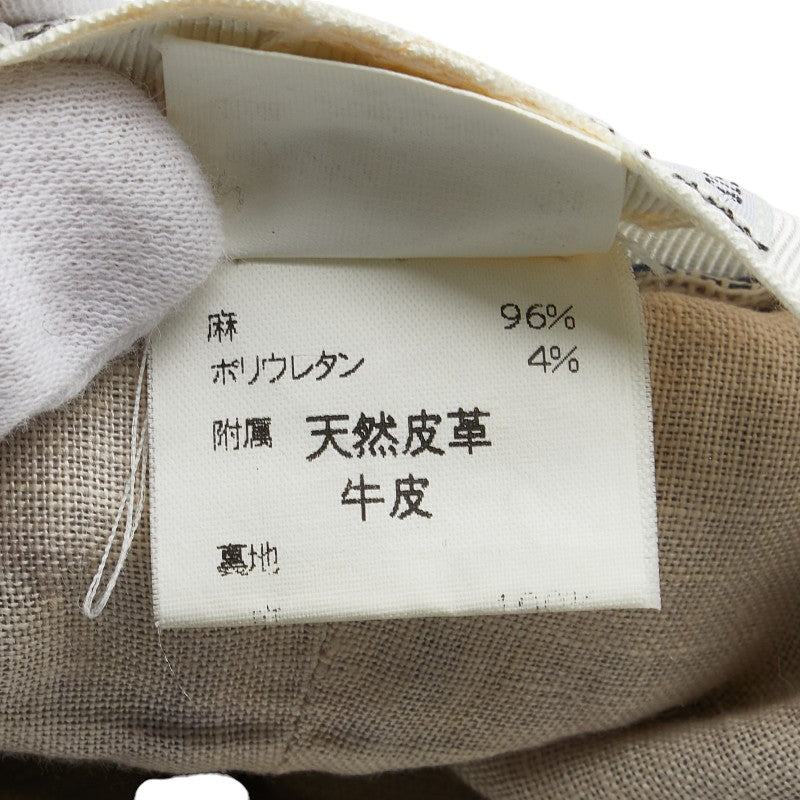 麻 96%
ポリウレタン 4%
附属 天然皮革
牛皮
裏地